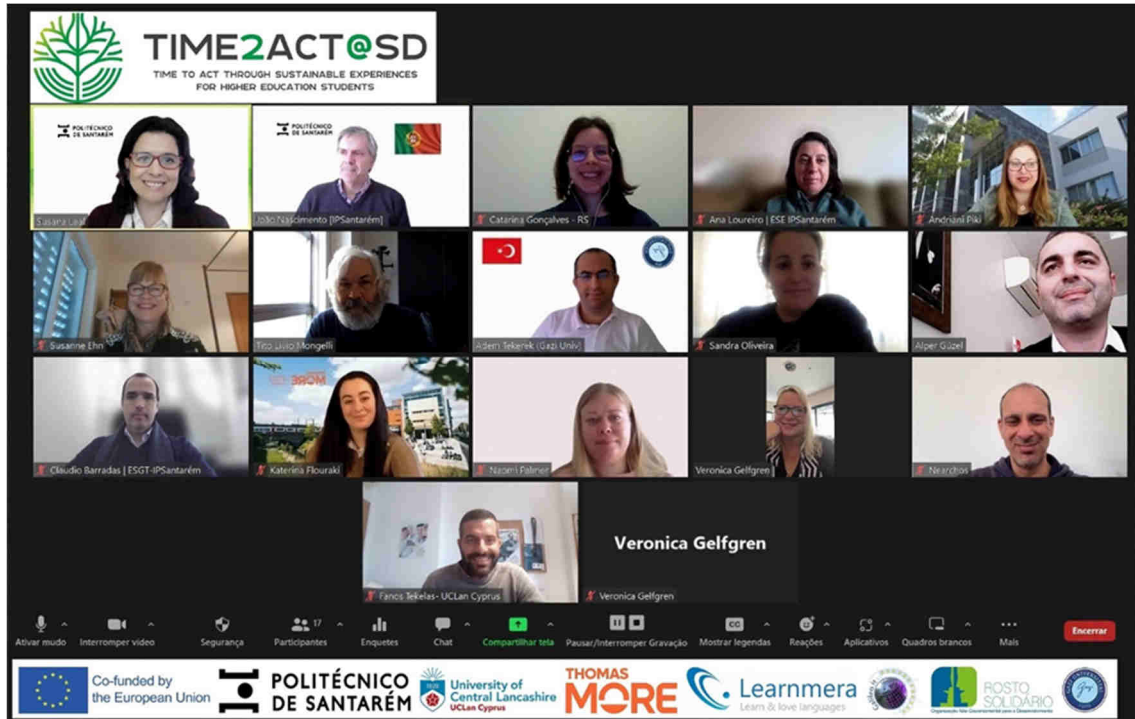 TIME2ACT@SD
TIME TO ACT THROUGH SUSTAINABLE EXPERIENCES
FOR HIGHER EDUCATION STUDENTS
POLITÉCNICO
DE SANTARÉM
Susana Leal
POLITÉCNICO
DE SANTARÉM
João Nascimento [IPSantarém]
Catarina Gonçalves - RS
Ana Loureiro | ESE IPSantarém
Andriani Piki
Susanne Ehn
Tito Livio Mongelli
Adem Tekerek (Gazi Univ)
Sandra Oliveira
Alper Güzel
Claudio Barradas | ESGT-IPSantarém
Katerina Flouraki
Naomi Palmer
Veronica Gelfgren
Nearchos
Fanos Tekelas- UCLan Cyprus
Veronica Gelfgren
Veronica Gelfgren
Ativar mudo
Interromper vídeo
Segurança
17
Participantes
Enquetes
Chat
Compartilhar tela
Pausar/Interromper Gravação
CC
Mostrar legendas
Reações
Aplicativos
Quadros brancos
Mais
Encerrar
Co-funded by
the European Union
POLITÉCNICO
DE SANTARÉM
University of
Central Lancashire
UCLan Cyprus
THOMAS
MORE
Learnmera
Learn & love languages
ROSTO
SOLIDÁRIO